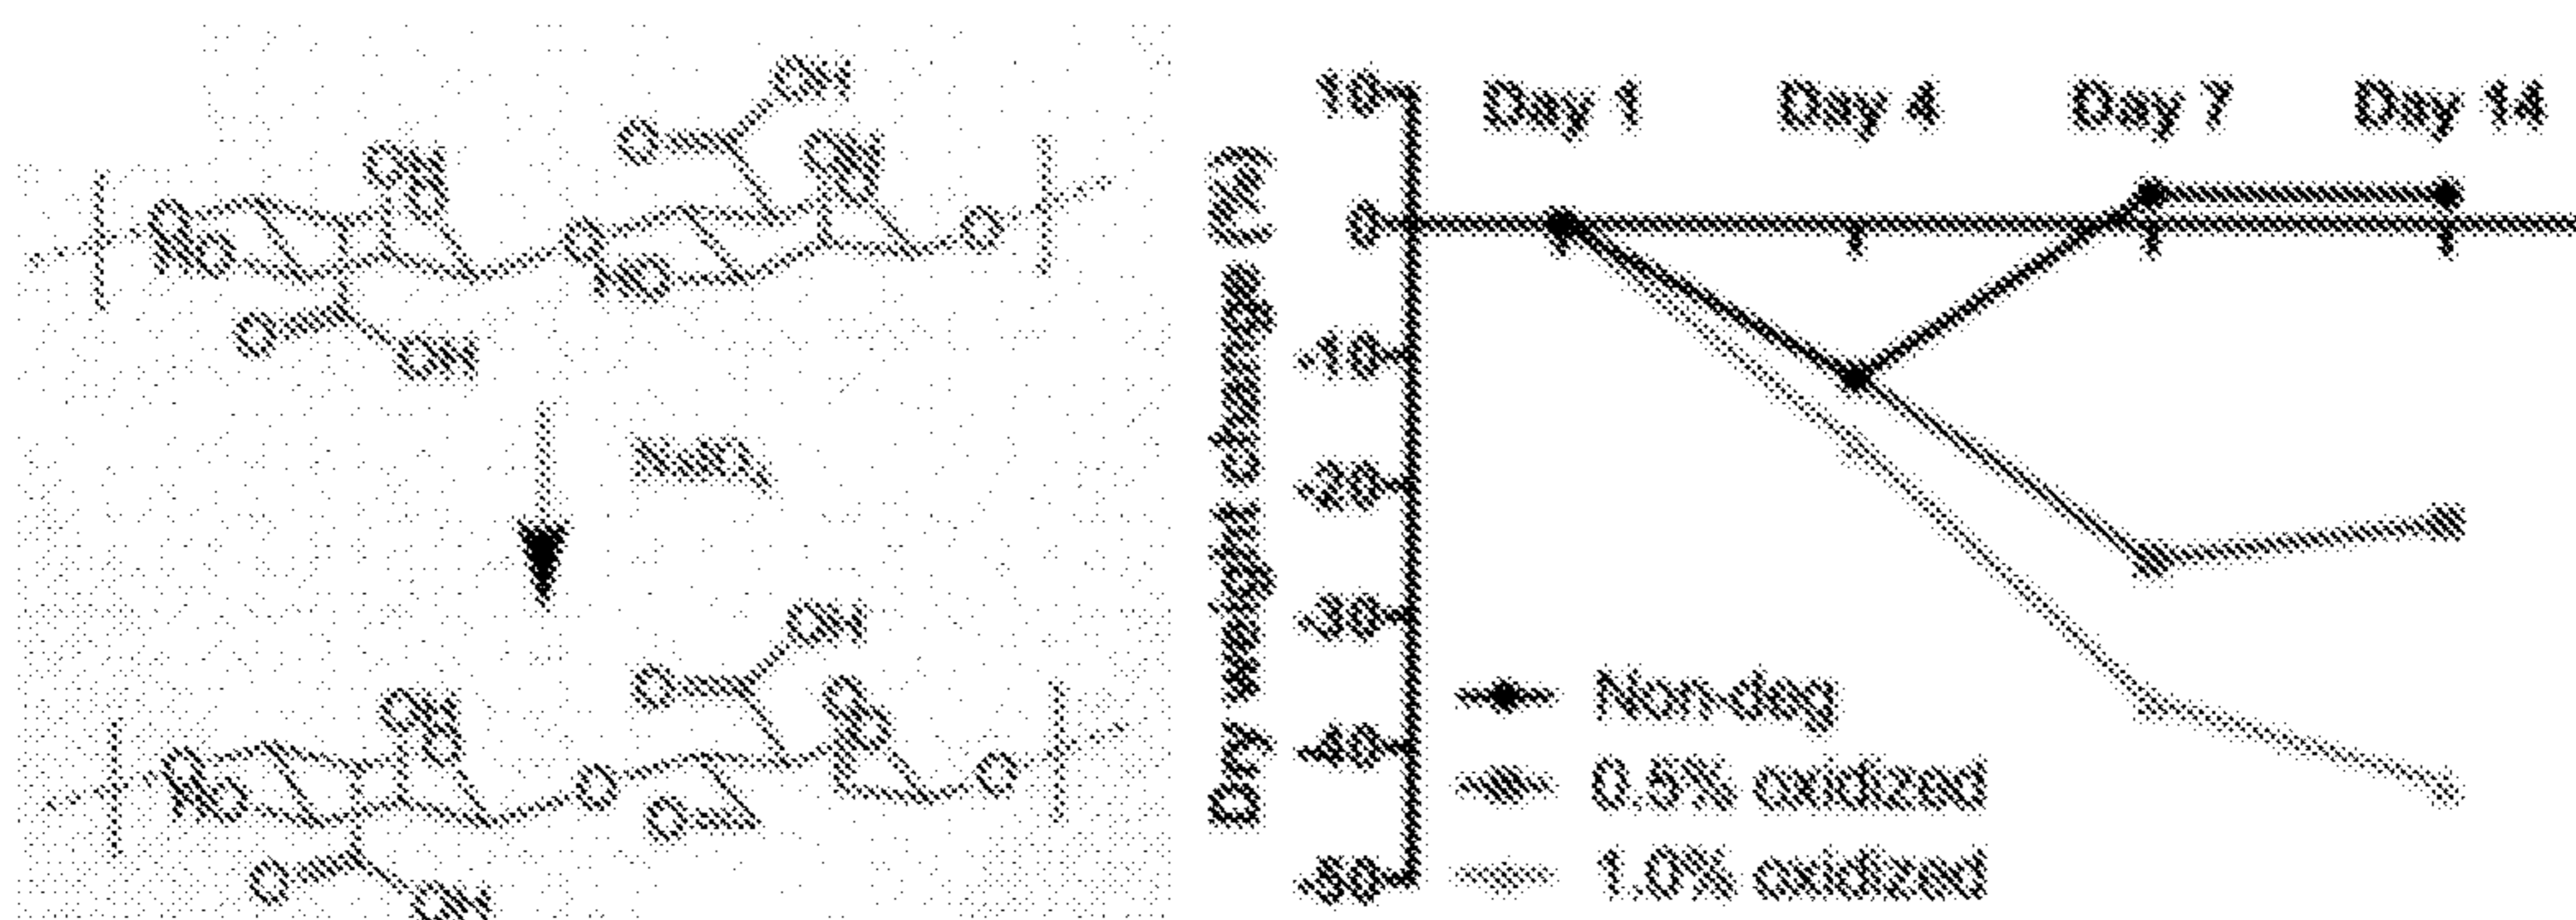 OH
O
OH
OH
O
O
HO
O
O
O
HO
O
OH
NaIO4
OH
O
O
OH
O
O
O
HO
O
O
O
O
OH
10
Day 1
Day 4
Day 7
Day 14
0
-10
-20
-30
-40
-50
Dry weight change (%)
Non-deg
0.5% oxidized
1.0% oxidized